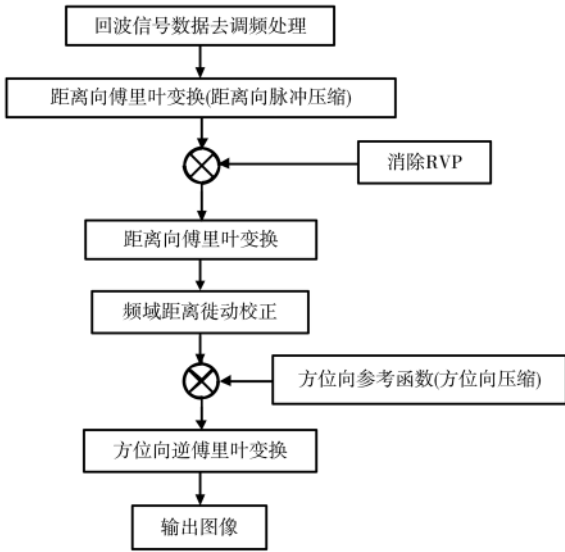 回波信号数据去调频处理
距离向傅里叶变换(距离向脉冲压缩)
消除RVP
距离向傅里叶变换
频域距离徙动校正
方位向参考函数(方位向压缩)
方位向逆傅里叶变换
输出图像